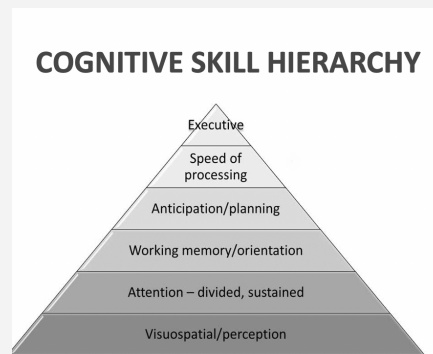 COGNITIVE SKILL HIERARCHY
Executive
Speed of
processing
Anticipation/planning
Working memory/orientation
Attention – divided, sustained
Visuospatial/perception